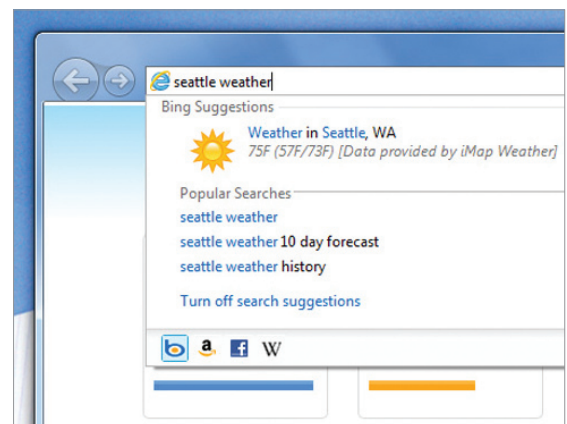 seattle weather
Bing Suggestions
Weather in Seattle, WA
75F (57F/73F) [Data provided by iMap Weather]
Popular Searches
seattle weather
seattle weather 10 day forecast
seattle weather history
Turn off search suggestions
b a f W